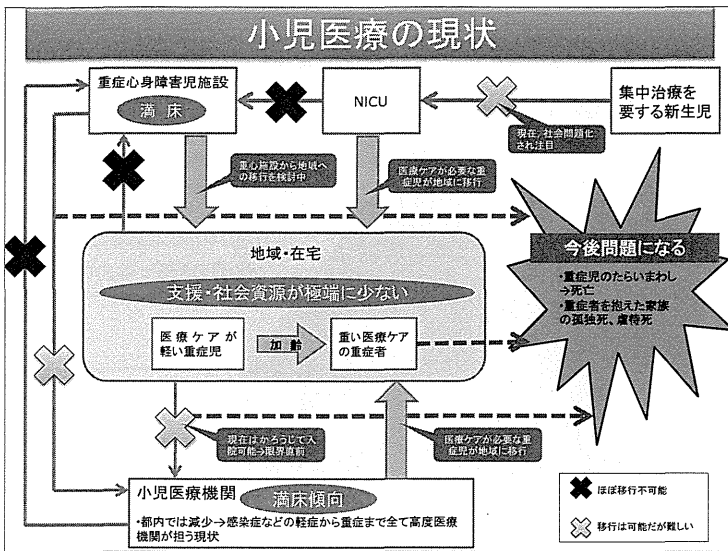 小児医療の現状
重症心身障害児施設
満床
NICU
集中治療を
要する新生児
現在、社会問題化
され注目
重心施設から地域へ
の移行を検討中
医療ケアが必要な重
症児が地域に移行
地域・在宅
支援・社会資源が極端に少ない
医療ケアが
軽い重症児
加齢
重い医療ケア
の重症者
今後問題になる
・重症児のたらいまわし
→死亡
・重症者を抱えた家族
の孤独死、虐待死
現在はかろうじて入
院可能→限界直前
医療ケアが必要な重
症児が地域に移行
小児医療機関
満床傾向
・都内では減少→感染症などの軽症から重症まで全て高度医療
機関が担う現状
ほぼ移行不可能
移行は可能だが難しい